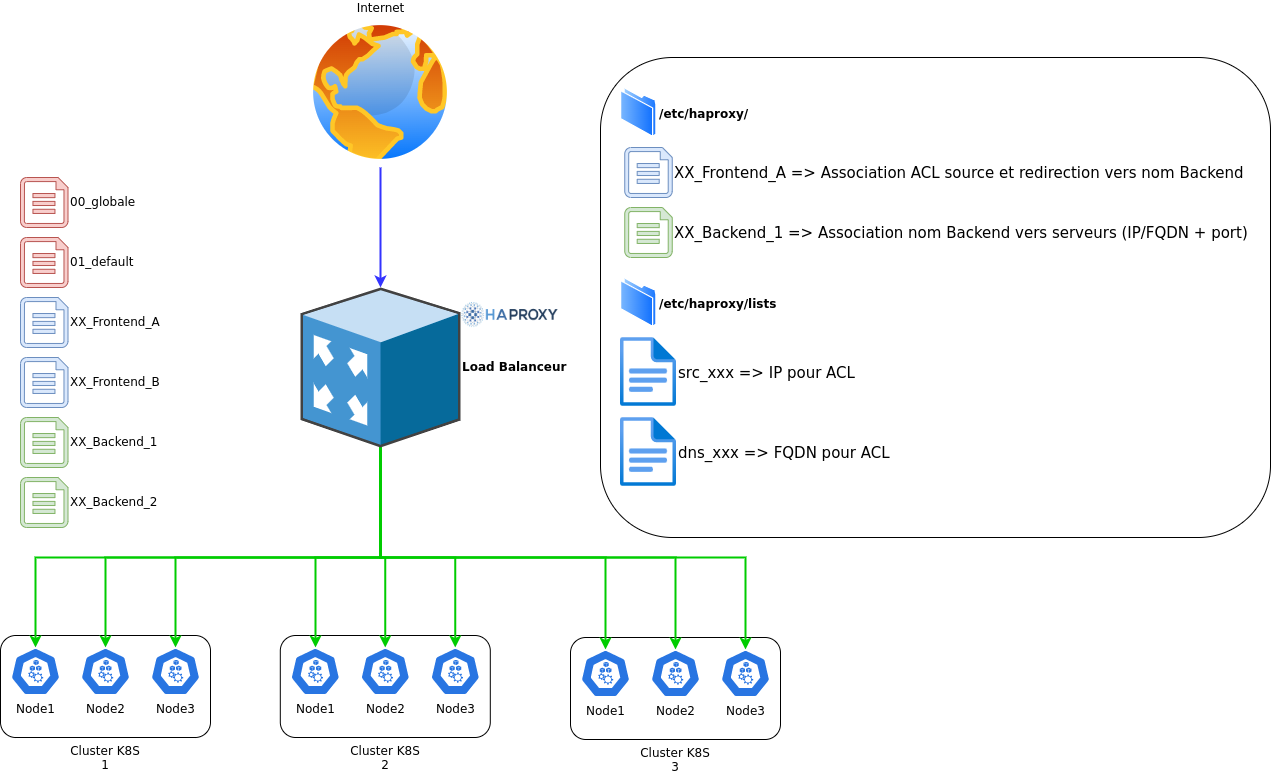 Internet
00_globale
01_default
XX_Frontend_A
XX_Frontend_B
XX_Backend_1
XX_Backend_2
HAPROXY
Load Balanceur
/etc/haproxy/
XX_Frontend_A => Association ACL source et redirection vers nom Backend
XX_Backend_1 => Association nom Backend vers serveurs (IP/FQDN + port)
/etc/haproxy/lists
src_xxx => IP pour ACL
dns_xxx => FQDN pour ACL
Node1
Node2
Node3
Cluster K8S
1
Node1
Node2
Node3
Cluster K8S
2
Node1
Node2
Node3
Cluster K8S
3